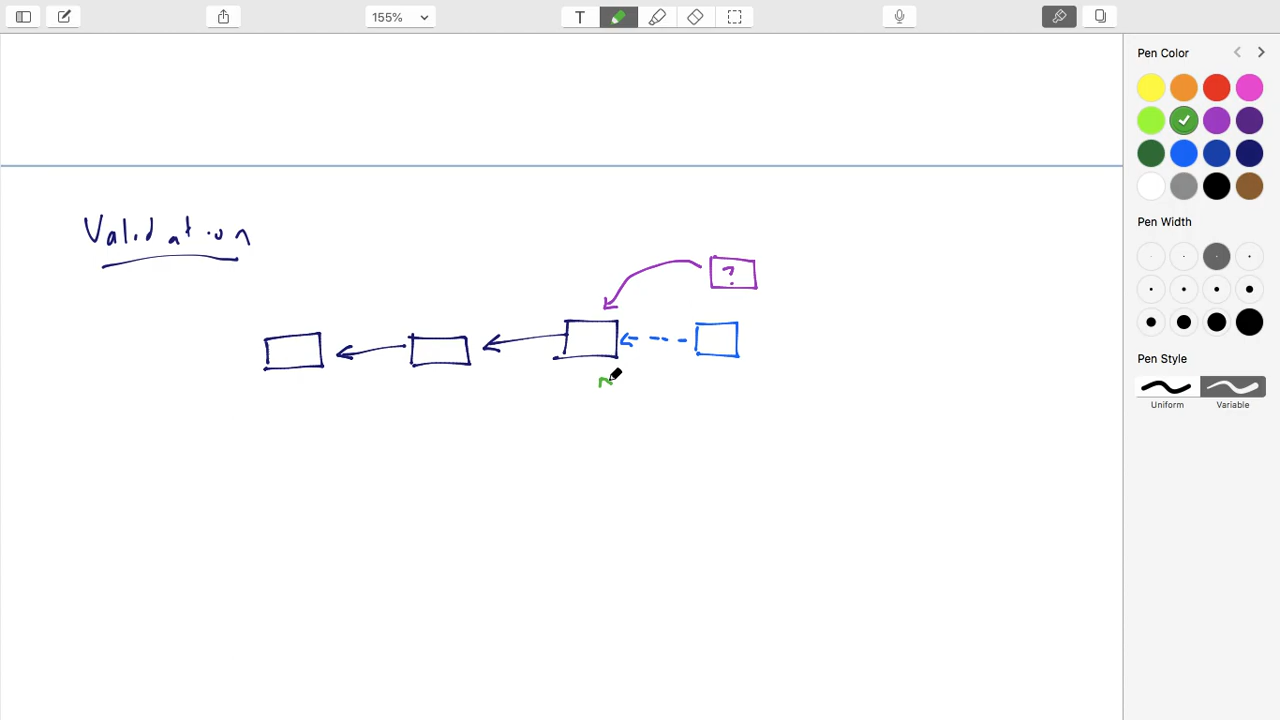 155%
T
Pen Color
Validation
?
Pen Width
Pen Style
Uniform
Variable